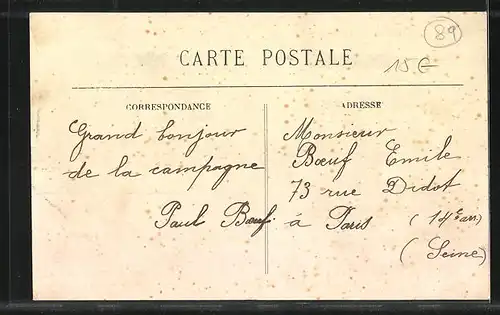 89
CARTE POSTALE
15€
CORRESPONDANCE
Grand bonjour
de la campagne
Paul Bœuf
ADRESSE
Monsieur
Bœuf Emile
73 rue Didot
à Paris (14e arr)
(Seine)